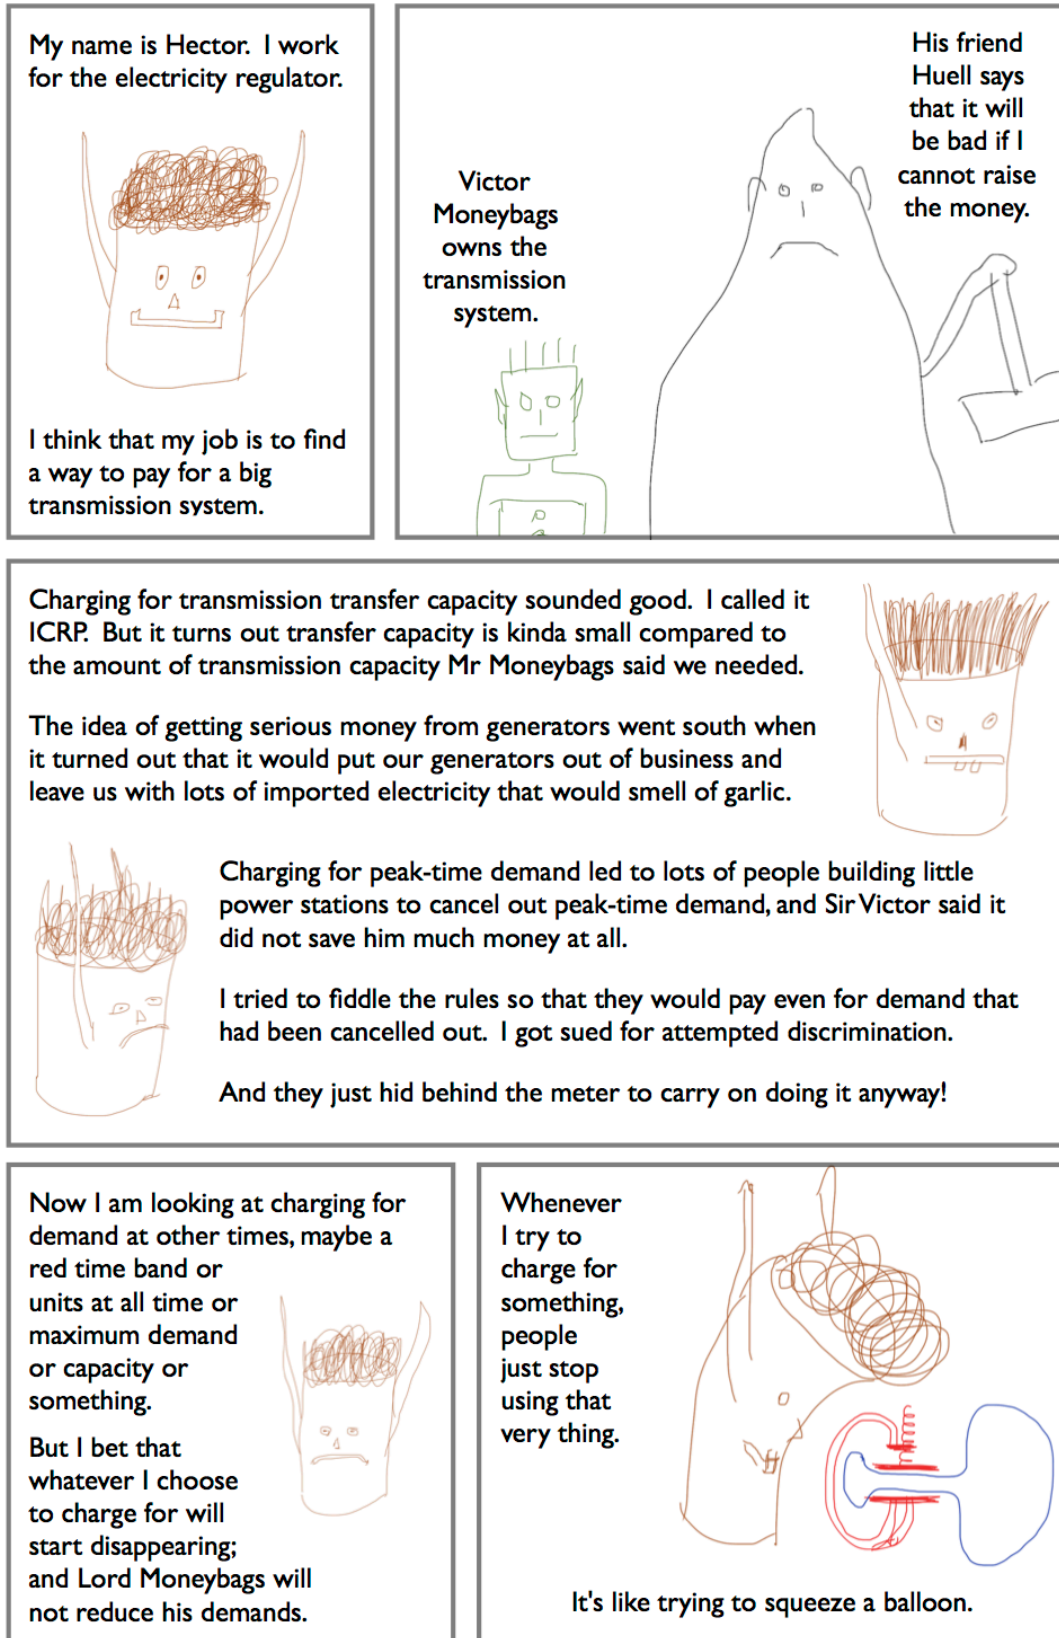 My name is Hector. I work
for the electricity regulator.
I think that my job is to find
a way to pay for a big
transmission system.
Victor
Moneybags
owns the
transmission
system.
His friend
Huell says
that it will
be bad if I
cannot raise
the money.
Charging for transmission transfer capacity sounded good. I called it
ICRP. But it turns out transfer capacity is kinda small compared to
the amount of transmission capacity Mr Moneybags said we needed.
The idea of getting serious money from generators went south when
it turned out that it would put our generators out of business and
leave us with lots of imported electricity that would smell of garlic.
Charging for peak-time demand led to lots of people building little
power stations to cancel out peak-time demand, and Sir Victor said it
did not save him much money at all.
I tried to fiddle the rules so that they would pay even for demand that
had been cancelled out. I got sued for attempted discrimination.
And they just hid behind the meter to carry on doing it anyway!
Now I am looking at charging for
demand at other times, maybe a
red time band or
units at all time or
maximum demand
or capacity or
something.
But I bet that
whatever I choose
to charge for will
start disappearing;
and Lord Moneybags will
not reduce his demands.
Whenever
I try to
charge for
something,
people
just stop
using that
very thing.
It's like trying to squeeze a balloon.